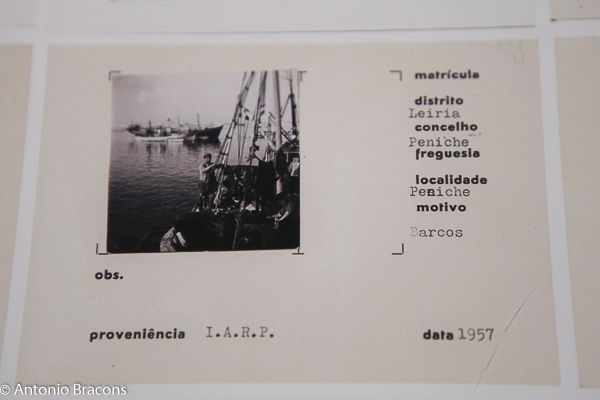 matrícula
distrito
Leiria
concelho
Peniche
freguesia
localidade
Peniche
motivo
Barcos
obs.
proveniência I.A.R.P.
data 1957
© Antonio Bracons